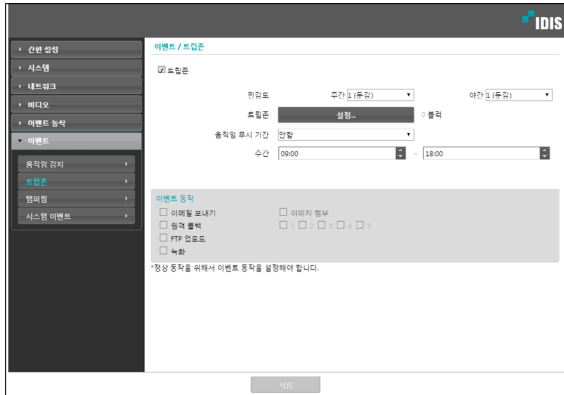 IDIS
간편 설정
시스템
네트워크
비디오
이벤트 동작
이벤트
움직임 감지
트립존
탬퍼링
시스템 이벤트
이벤트 / 트립존
트립존
민감도 주간 1 (둔감) 야간 1 (둔감)
트립존 설정... 0 블럭
움직임 무시 기간 안함
주간 09:00 ~ 18:00
이벤트 동작
이메일 보내기 이미지 첨부
원격 콜백 1 2 3 4 5
FTP 업로드
녹화
*정상 동작을 위해서 이벤트 동작을 설정해야 합니다.